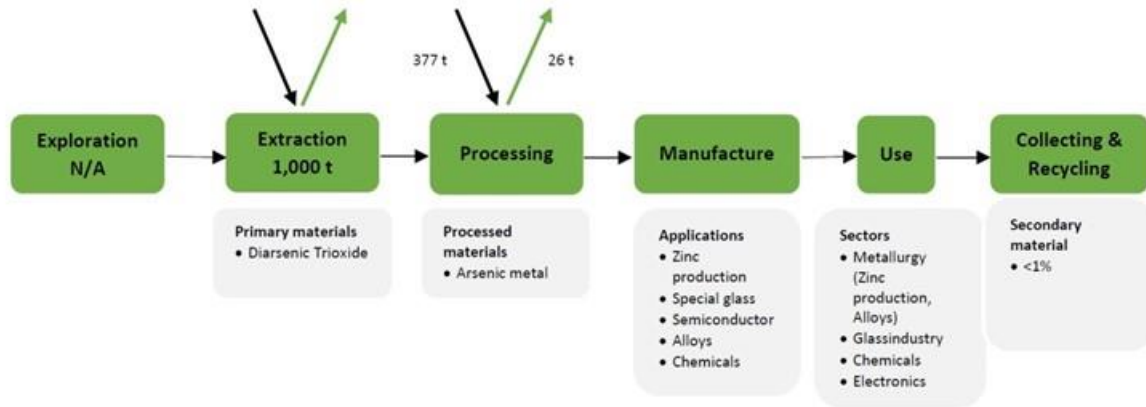 377 t
26 t
Exploration
N/A
Extraction
1,000 t
Processing
Manufacture
Use
Collecting &
Recycling
Primary materials
• Diarsenic Trioxide
Processed
materials
• Arsenic metal
Applications
• Zinc
production
• Special glass
• Semiconductor
• Alloys
• Chemicals
Sectors
• Metallurgy
(Zinc
production,
Alloys)
• Glassindustry
• Chemicals
• Electronics
Secondary
material
• <1%